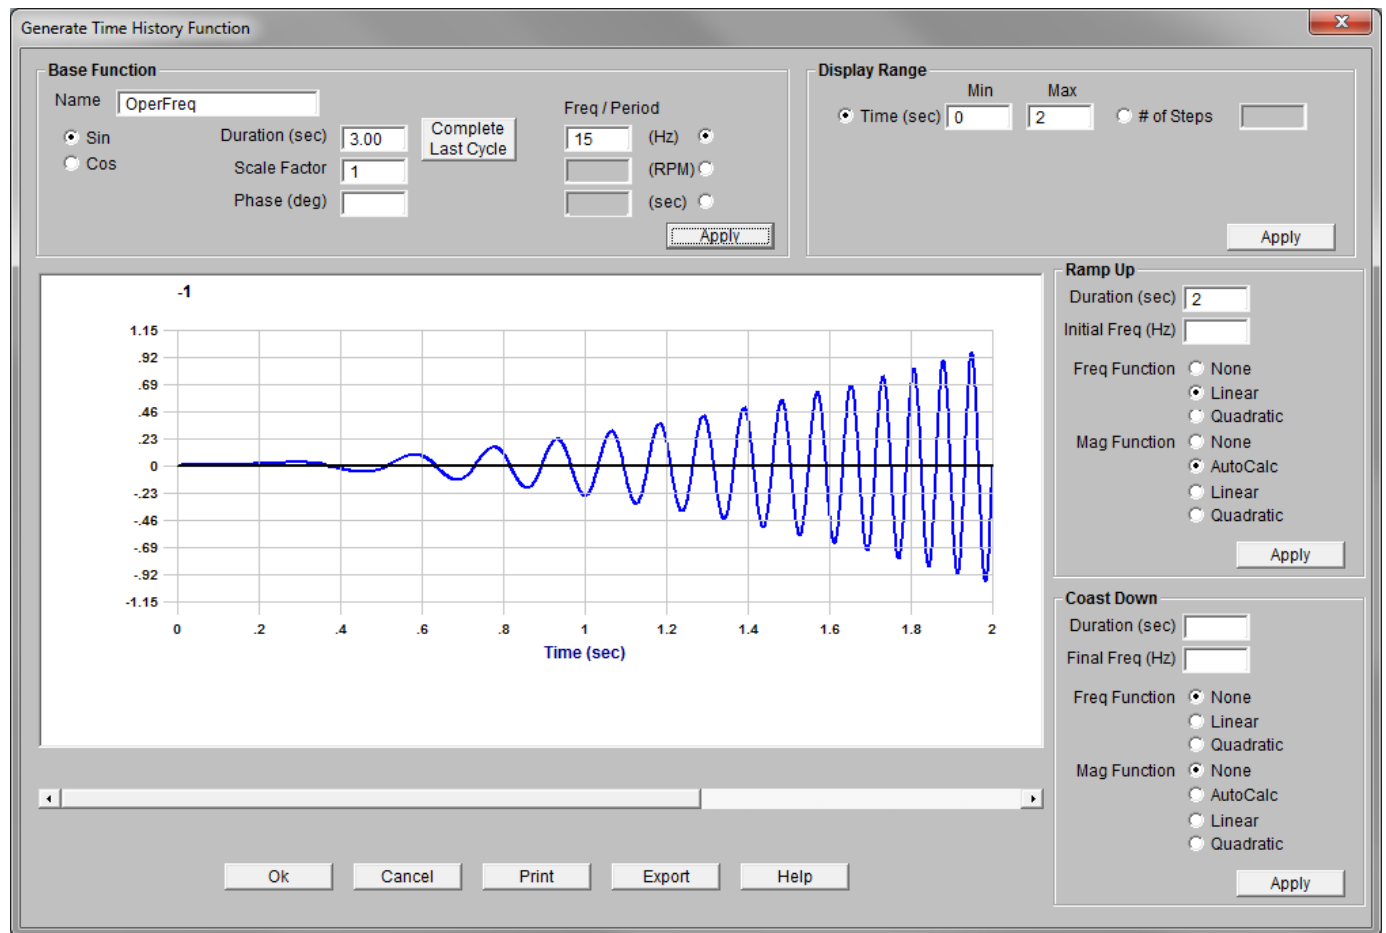 Generate Time History Function
Base Function
Name OperFreq
Sin
Cos
Duration (sec) 3.00
Scale Factor 1
Phase (deg)
Complete
Last Cycle
Freq / Period
15 (Hz)
(RPM)
(sec)
Apply
Display Range
Min Max
Time (sec) 0 2 # of Steps
Apply
-1
1.15
.92
.69
.46
.23
0
-.23
-.46
-.69
-.92
-1.15
0 .2 .4 .6 .8 1 1.2 1.4 1.6 1.8 2
Time (sec)
Ramp Up
Duration (sec) 2
Initial Freq (Hz)
Freq Function None
Linear
Quadratic
Mag Function None
AutoCalc
Linear
Quadratic
Apply
Coast Down
Duration (sec)
Final Freq (Hz)
Freq Function None
Linear
Quadratic
Mag Function None
AutoCalc
Linear
Quadratic
Apply
Ok Cancel Print Export Help